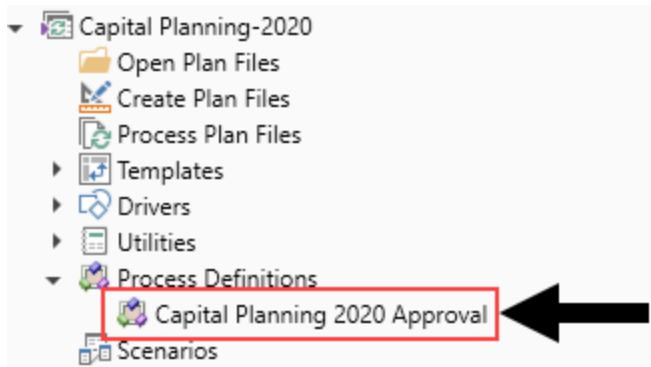 Capital Planning-2020
Open Plan Files
Create Plan Files
Process Plan Files
Templates
Drivers
Utilities
Process Definitions
Capital Planning 2020 Approval
Scenarios